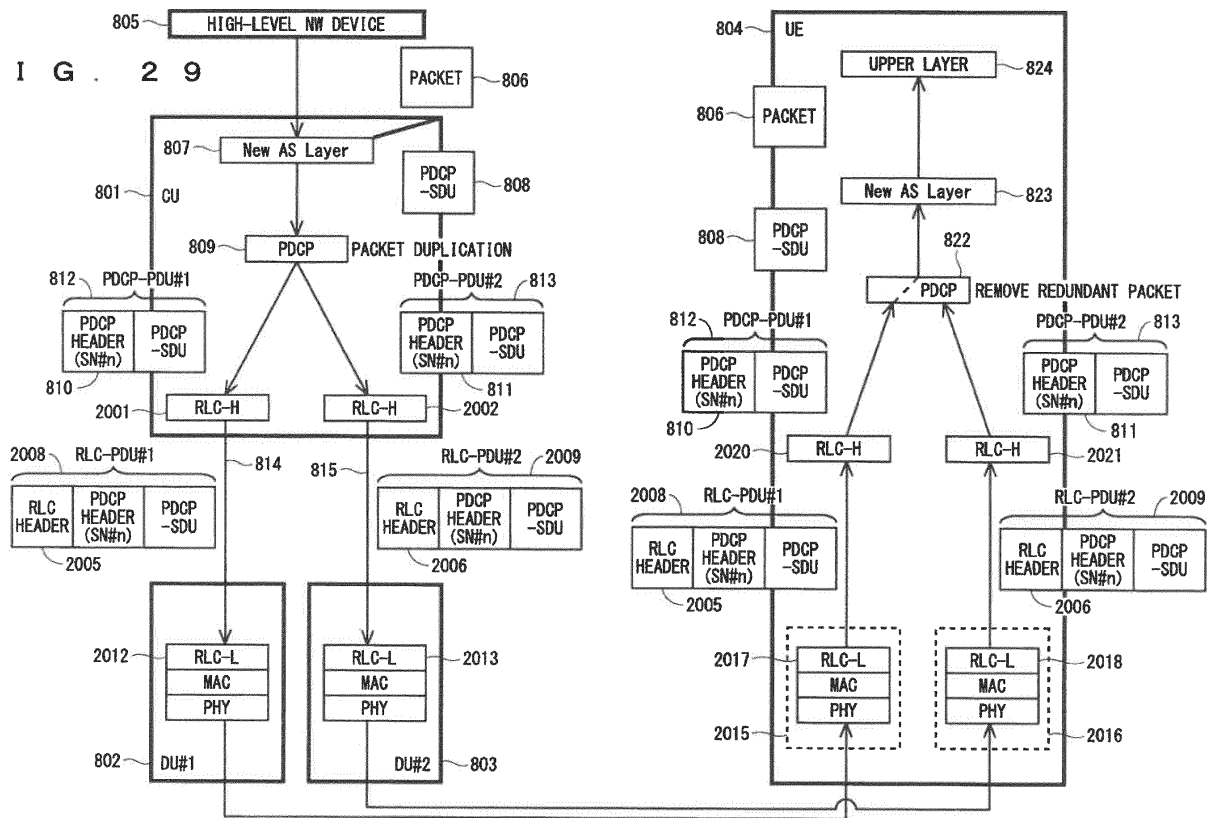 805
HIGH-LEVEL NW DEVICE
I G . 2 9
PACKET
806
807
New AS Layer
801
CU
PDCP
-SDU
808
809
PDCP
PACKET DUPLICATION
812
PDCP-PDU#1
PDCP
HEADER
(SN#n)
PDCP
-SDU
810
PDCP-PDU#2
813
PDCP
HEADER
(SN#n)
PDCP
-SDU
811
2001
RLC-H
RLC-H
2002
2008
RLC-PDU#1
814
RLC
HEADER
PDCP
HEADER
(SN#n)
PDCP
-SDU
2005
815
RLC-PDU#2
2009
RLC
HEADER
PDCP
HEADER
(SN#n)
PDCP
-SDU
2006
2012
RLC-L
MAC
PHY
802
DU#1
RLC-L
2013
MAC
PHY
DU#2
803
804
UE
UPPER LAYER
824
806
PACKET
New AS Layer
823
808
PDCP
-SDU
822
PDCP
REMOVE REDUNDANT PACKET
812
PDCP-PDU#1
PDCP
HEADER
(SN#n)
PDCP
-SDU
810
PDCP-PDU#2
813
PDCP
HEADER
(SN#n)
PDCP
-SDU
811
2020
RLC-H
RLC-H
2021
2008
RLC-PDU#1
RLC
HEADER
PDCP
HEADER
(SN#n)
PDCP
-SDU
2005
RLC-PDU#2
2009
RLC
HEADER
PDCP
HEADER
(SN#n)
PDCP
-SDU
2006
2017
RLC-L
MAC
PHY
2015
RLC-L
2018
MAC
PHY
2016